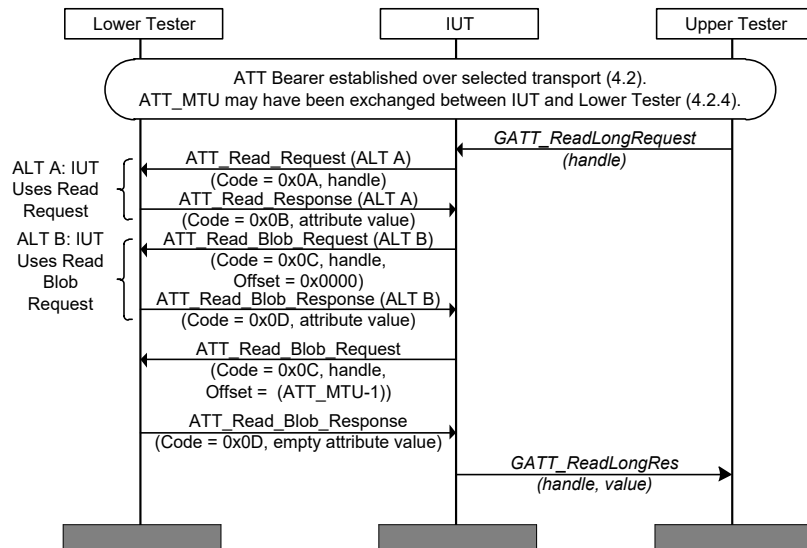 Lower Tester
IUT
Upper Tester
ATT Bearer established over selected transport (4.2).
ATT_MTU may have been exchanged between IUT and Lower Tester (4.2.4).
GATT_ReadLongRequest
(handle)
ALT A: IUT
Uses Read
Request
ATT_Read_Request (ALT A)
(Code = 0x0A, handle)
ATT_Read_Response (ALT A)
(Code = 0x0B, attribute value)
ALT B: IUT
Uses Read
Blob
Request
ATT_Read_Blob_Request (ALT B)
(Code = 0x0C, handle,
Offset = 0x0000)
ATT_Read_Blob_Response (ALT B)
(Code = 0x0D, attribute value)
ATT_Read_Blob_Request
(Code = 0x0C, handle,
Offset = (ATT_MTU-1))
ATT_Read_Blob_Response
(Code = 0x0D, empty attribute value)
GATT_ReadLongRes
(handle, value)